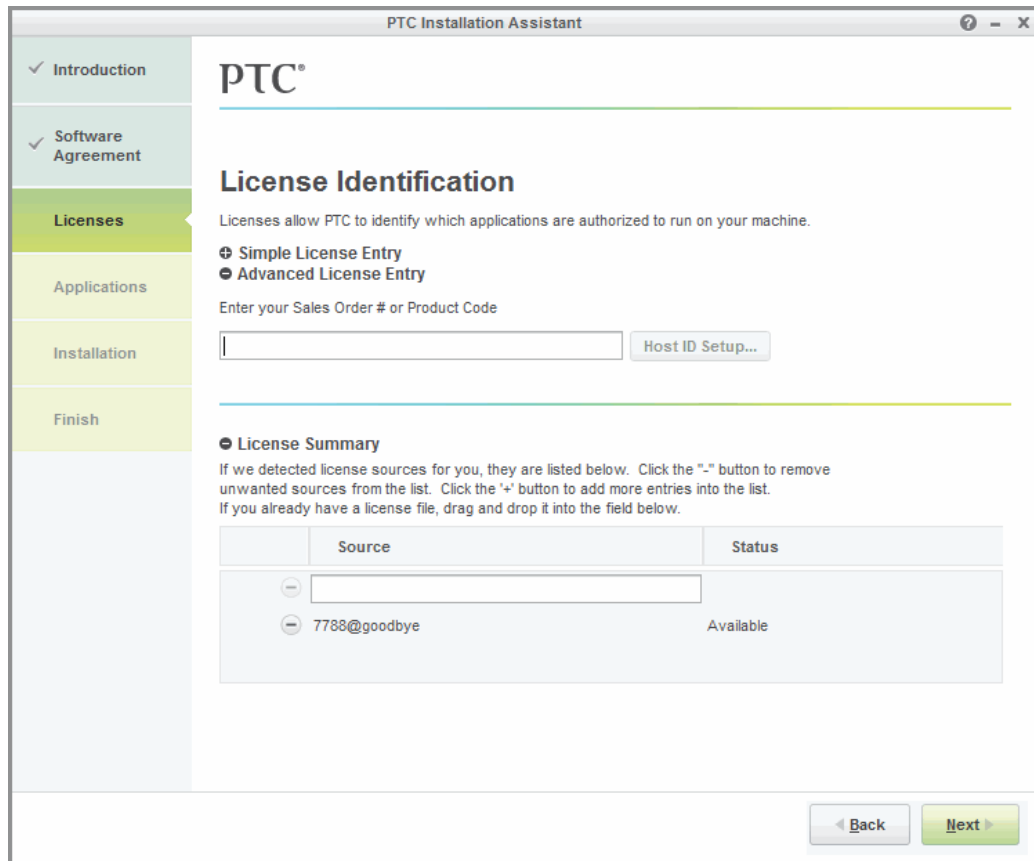 PTC Installation Assistant
Introduction
Software
Agreement
Licenses
Applications
Installation
Finish
PTC®
License Identification
Licenses allow PTC to identify which applications are authorized to run on your machine.
Simple License Entry
Advanced License Entry
Enter your Sales Order # or Product Code
Host ID Setup...
License Summary
If we detected license sources for you, they are listed below. Click the "-" button to remove
unwanted sources from the list. Click the '+' button to add more entries into the list.
If you already have a license file, drag and drop it into the field below.
Source Status
7788@goodbye Available
Back Next